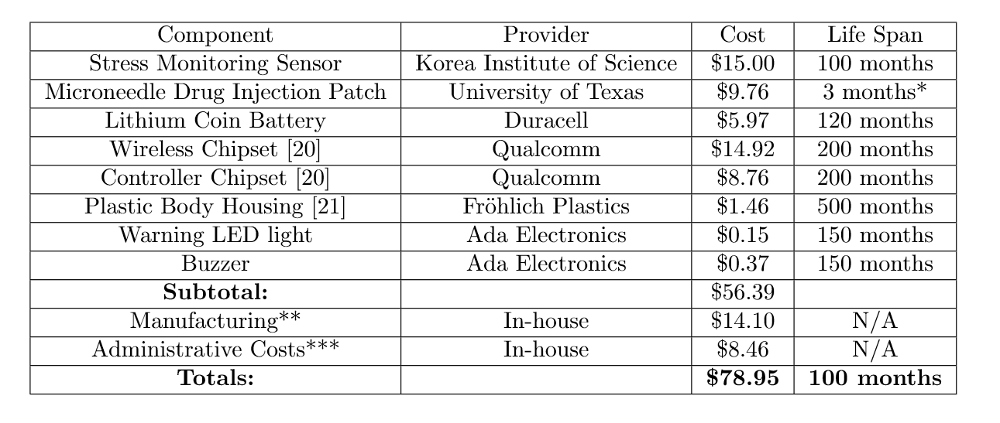 Component Provider Cost Life Span
Stress Monitoring Sensor Korea Institute of Science $15.00 100 months
Microneedle Drug Injection Patch University of Texas $9.76 3 months*
Lithium Coin Battery Duracell $5.97 120 months
Wireless Chipset [20] Qualcomm $14.92 200 months
Controller Chipset [20] Qualcomm $8.76 200 months
Plastic Body Housing [21] Fröhlich Plastics $1.46 500 months
Warning LED light Ada Electronics $0.15 150 months
Buzzer Ada Electronics $0.37 150 months
Subtotal: $56.39
Manufacturing** In-house $14.10 N/A
Administrative Costs*** In-house $8.46 N/A
Totals: $78.95 100 months